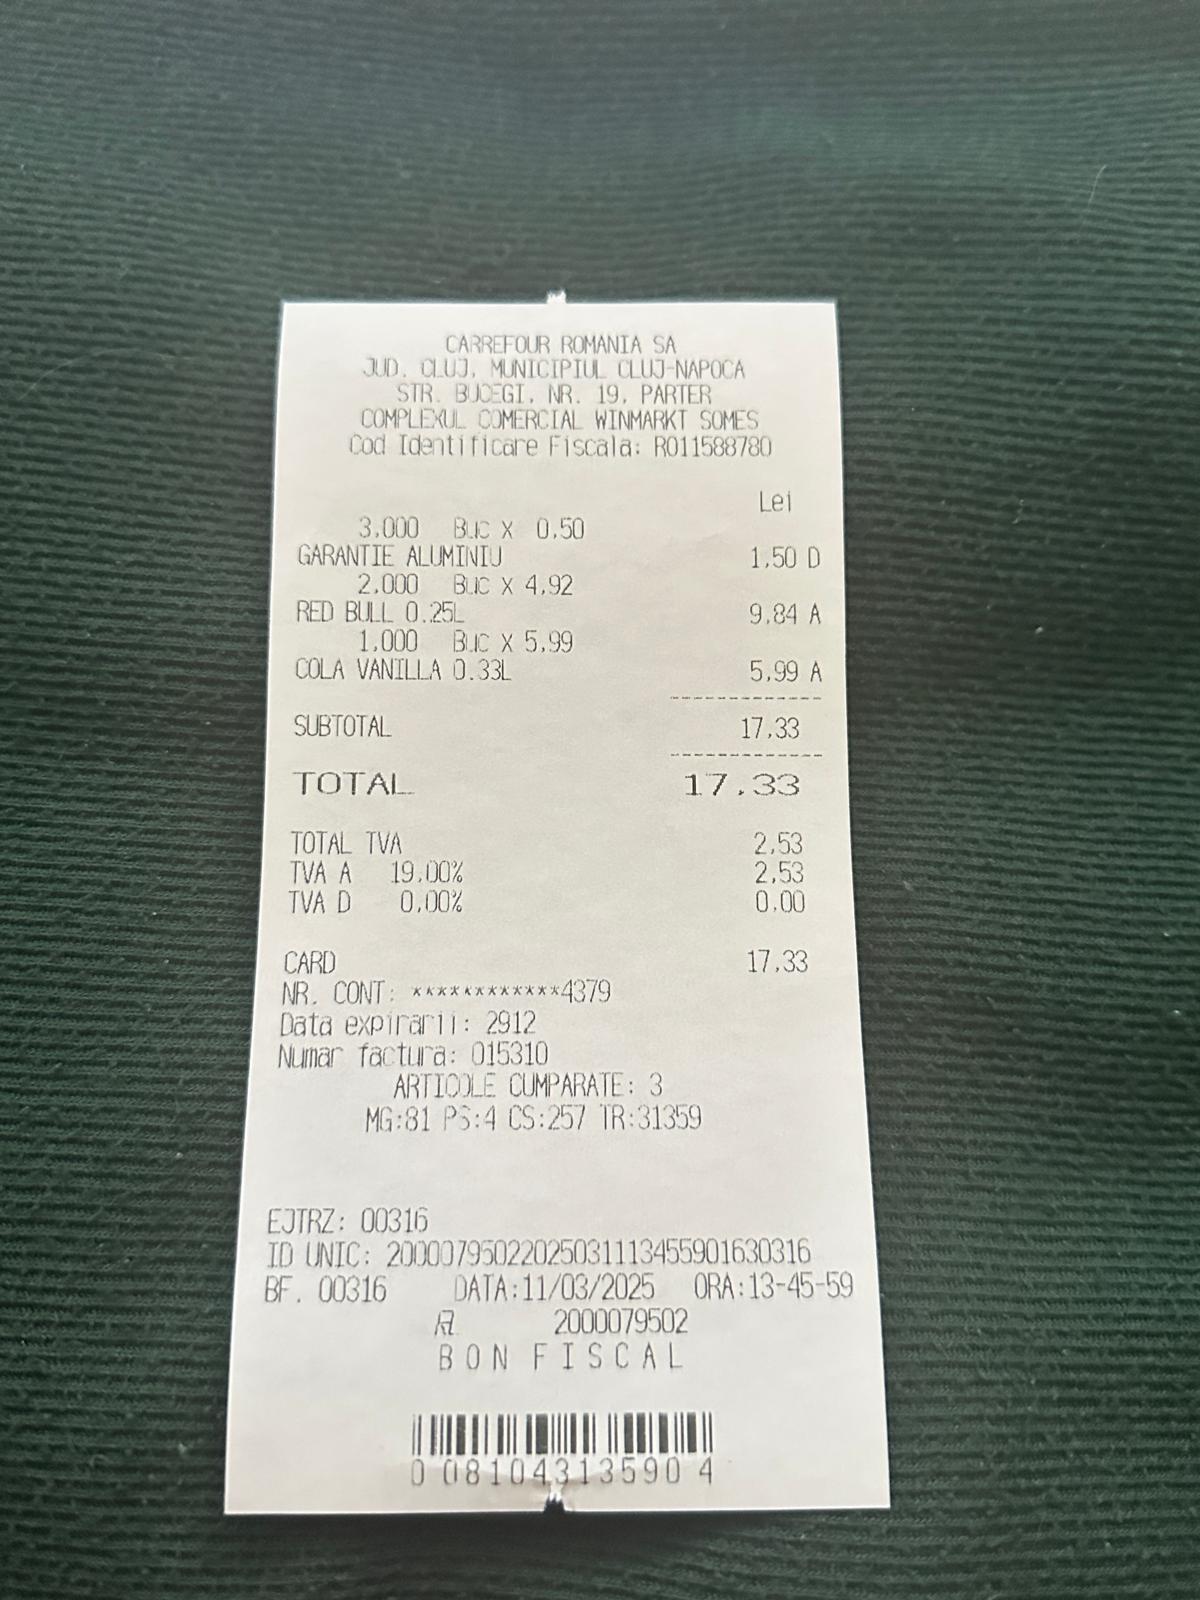 CARREFOUR ROMANIA SA
JUD. CLUJ, MUNICIPIUL CLUJ-NAPOCA
STR. BUCEGI, NR. 19, PARTER
COMPLEXUL COMERCIAL WINMARKT SOMES
Cod Identificare Fiscala: RO11588780
Lei
3,000 Buc X 0,50
GARANTIE ALUMINIU 1,50 D
2,000 Buc X 4,92
RED BULL 0.25L 9,84 A
1,000 Buc X 5,99
COLA VANILLA 0.33L 5,99 A
SUBTOTAL 17,33
TOTAL 17,33
TOTAL TVA 2,53
TVA A 19,00% 2,53
TVA D 0,00% 0,00
CARD 17,33
NR. CONT: ************4379
Data expirarii: 2912
Numar factura: 015310
ARTICOLE CUMPARATE: 3
MG:81 PS:4 CS:257 TR:31359
EJTRZ: 00316
ID UNIC: 2000079502202503111345590​1630316
BF. 00316 DATA:11/03/2025 ORA:13-45-59
2000079502
BON FISCAL
0 08104313590 4